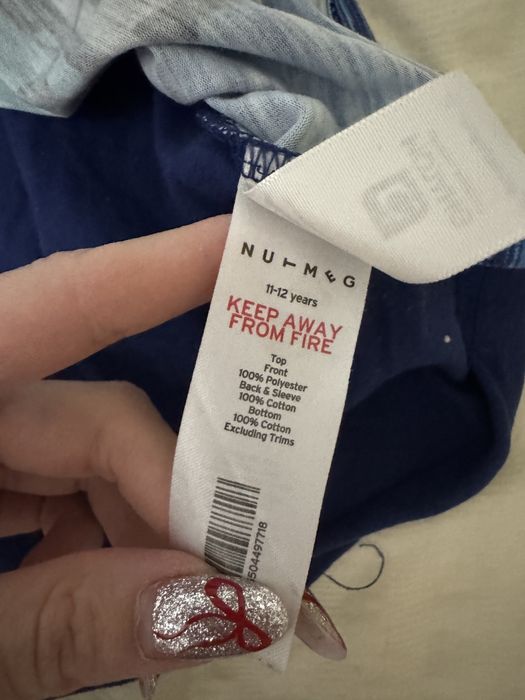 NUTMEG
11-12 years
KEEP AWAY
FROM FIRE
Top
Front
100% Polyester
Back & Sleeve
100% Cotton
Bottom
100% Cotton
Excluding Trims
504497718